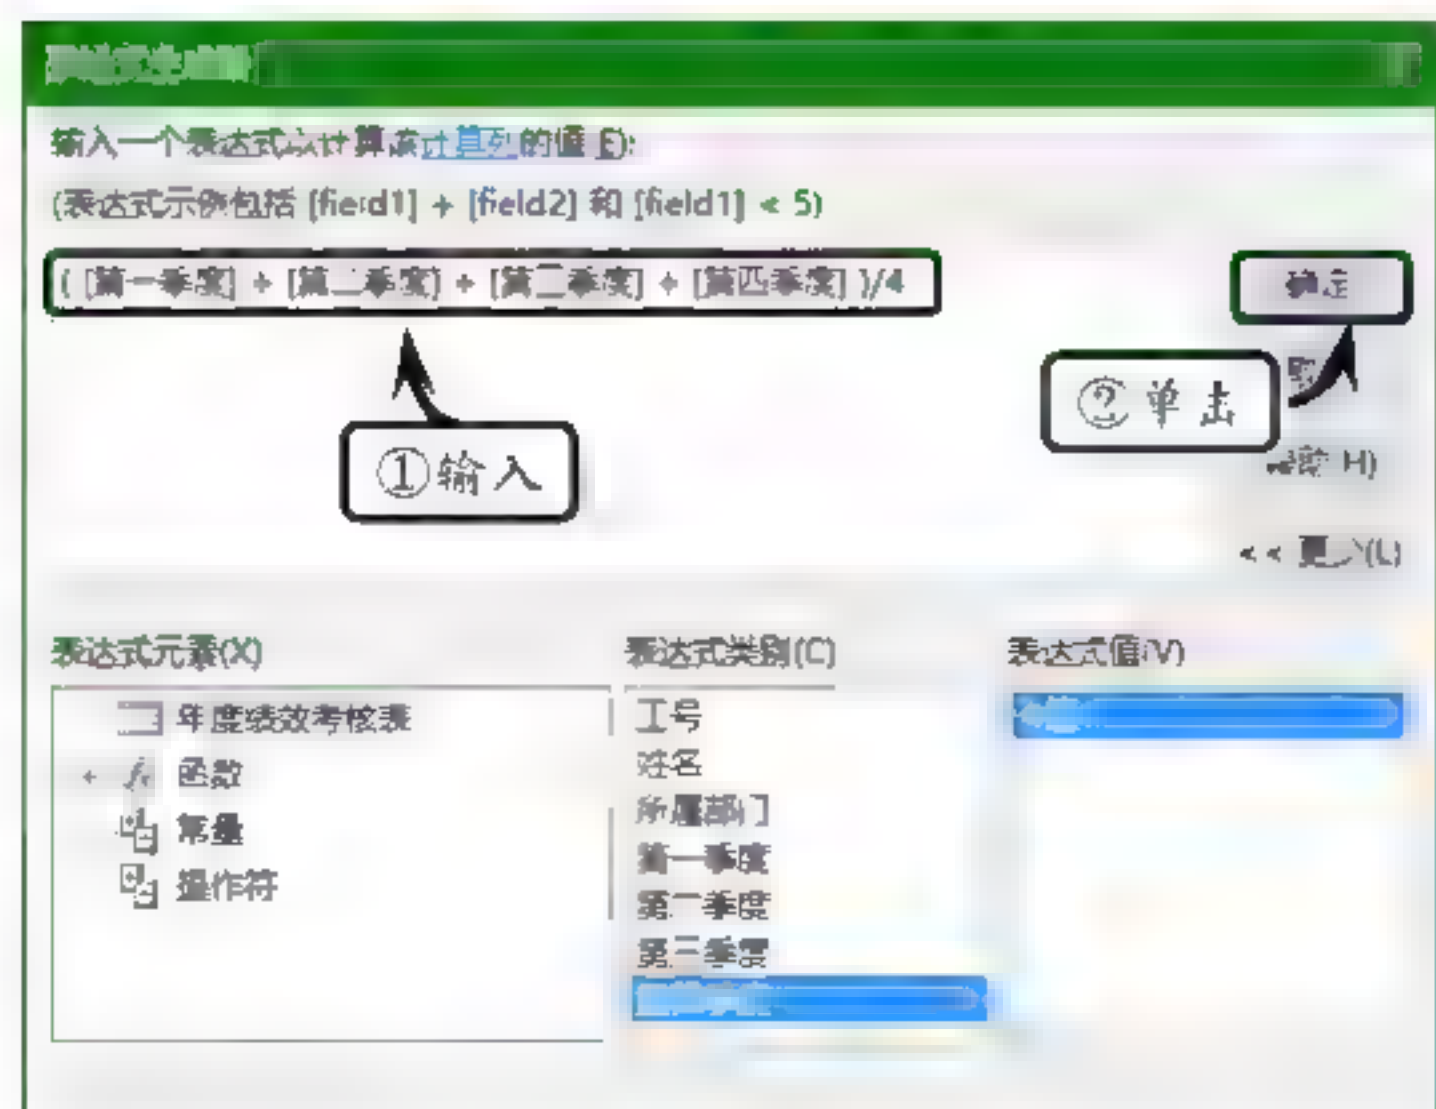 输入一个表达式以计算该计算列的值(E):
(表达式示例包括 [field1] + [field2] 和 [field1] < 5)
( [第一季度] + [第二季度] + [第三季度] + [第四季度] )/4
确定
①输入
②单击
帮助(H)
<< 更少(L)
表达式元素(X)
表达式类别(C)
表达式值(V)
年度绩效考核表
函数
常量
操作符
工号
姓名
所属部门
第一季度
第二季度
第三季度